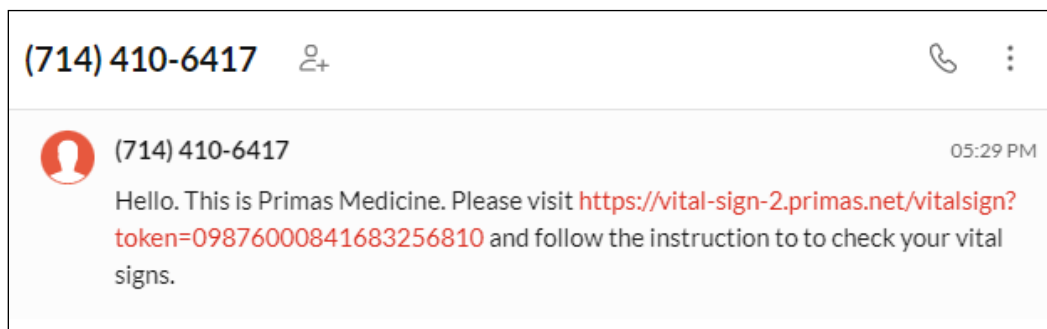 (714) 410-6417
(714) 410-6417 05:29 PM
Hello. This is Primas Medicine. Please visit https://vital-sign-2.primas.net/vitalsign?
token=09876000841683256810 and follow the instruction to to check your vital
signs.